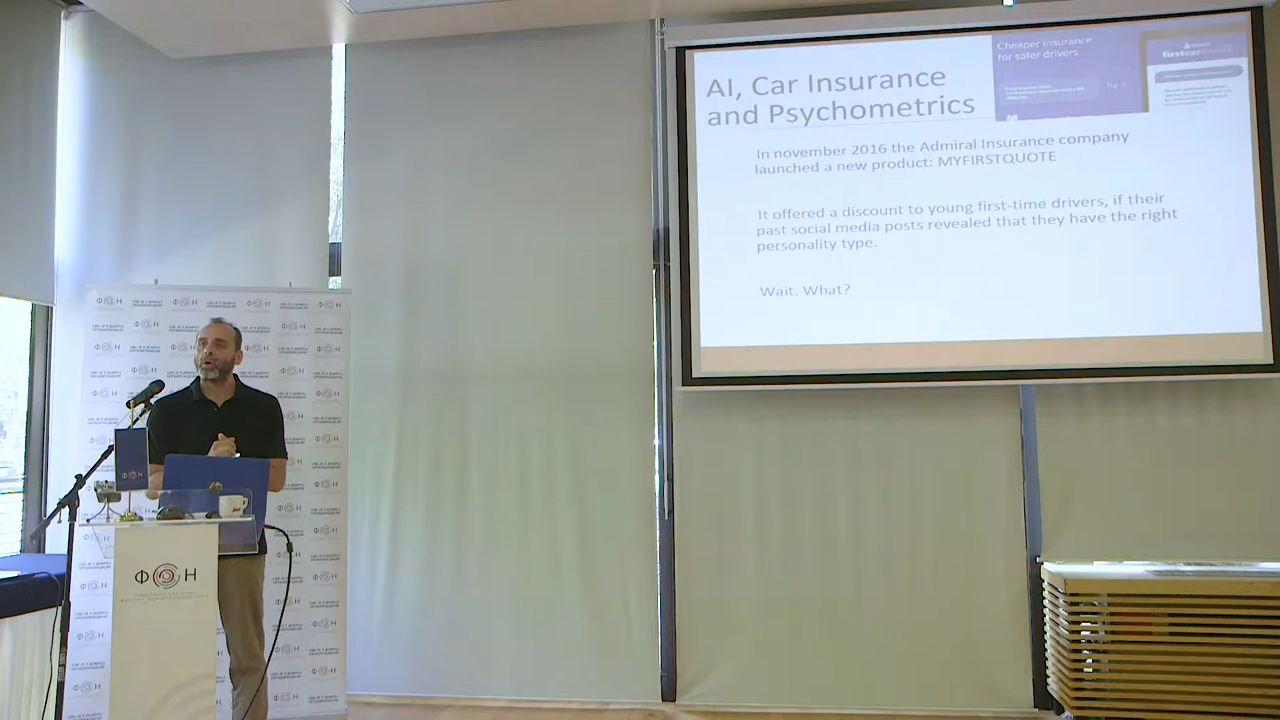 AI, Car Insurance
and Psychometrics
Cheaper insurance
for safer drivers
In november 2016 the Admiral Insurance company
launched a new product: MYFIRSTQUOTE
It offered a discount to young first-time drivers, if their
past social media posts revealed that they have the right
personality type.
Wait. What?
ФОН